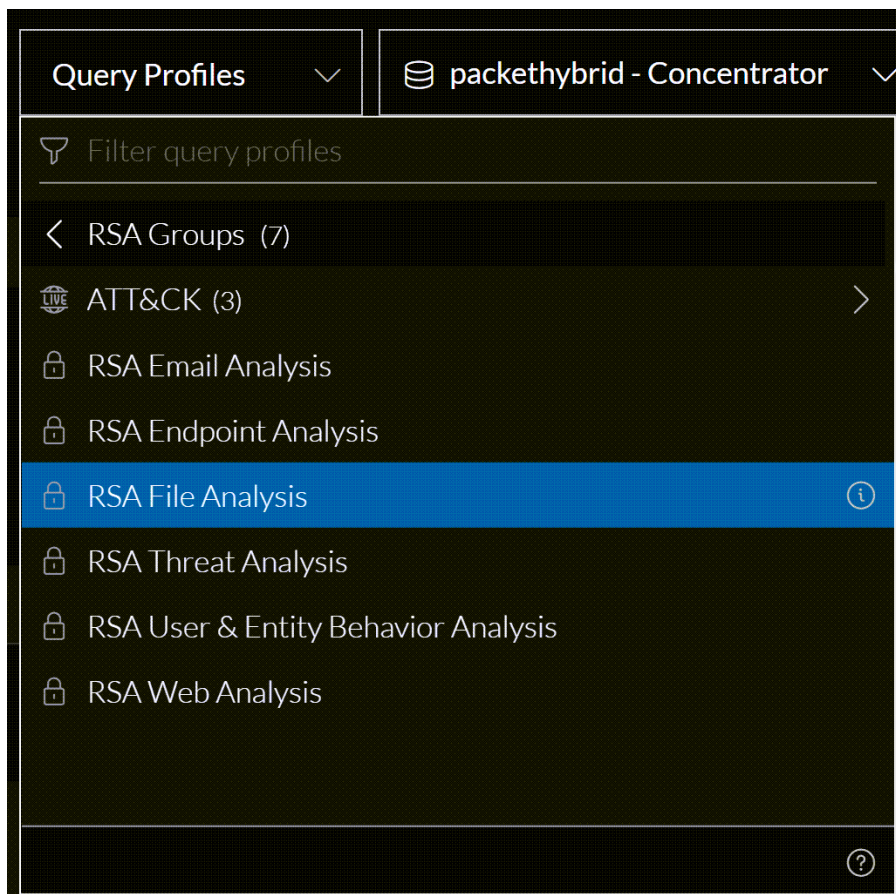 Query Profiles packethybrid - Concentrator
Filter query profiles
RSA Groups (7)
LIVE ATT&CK (3)
RSA Email Analysis
RSA Endpoint Analysis
RSA File Analysis
RSA Threat Analysis
RSA User & Entity Behavior Analysis
RSA Web Analysis